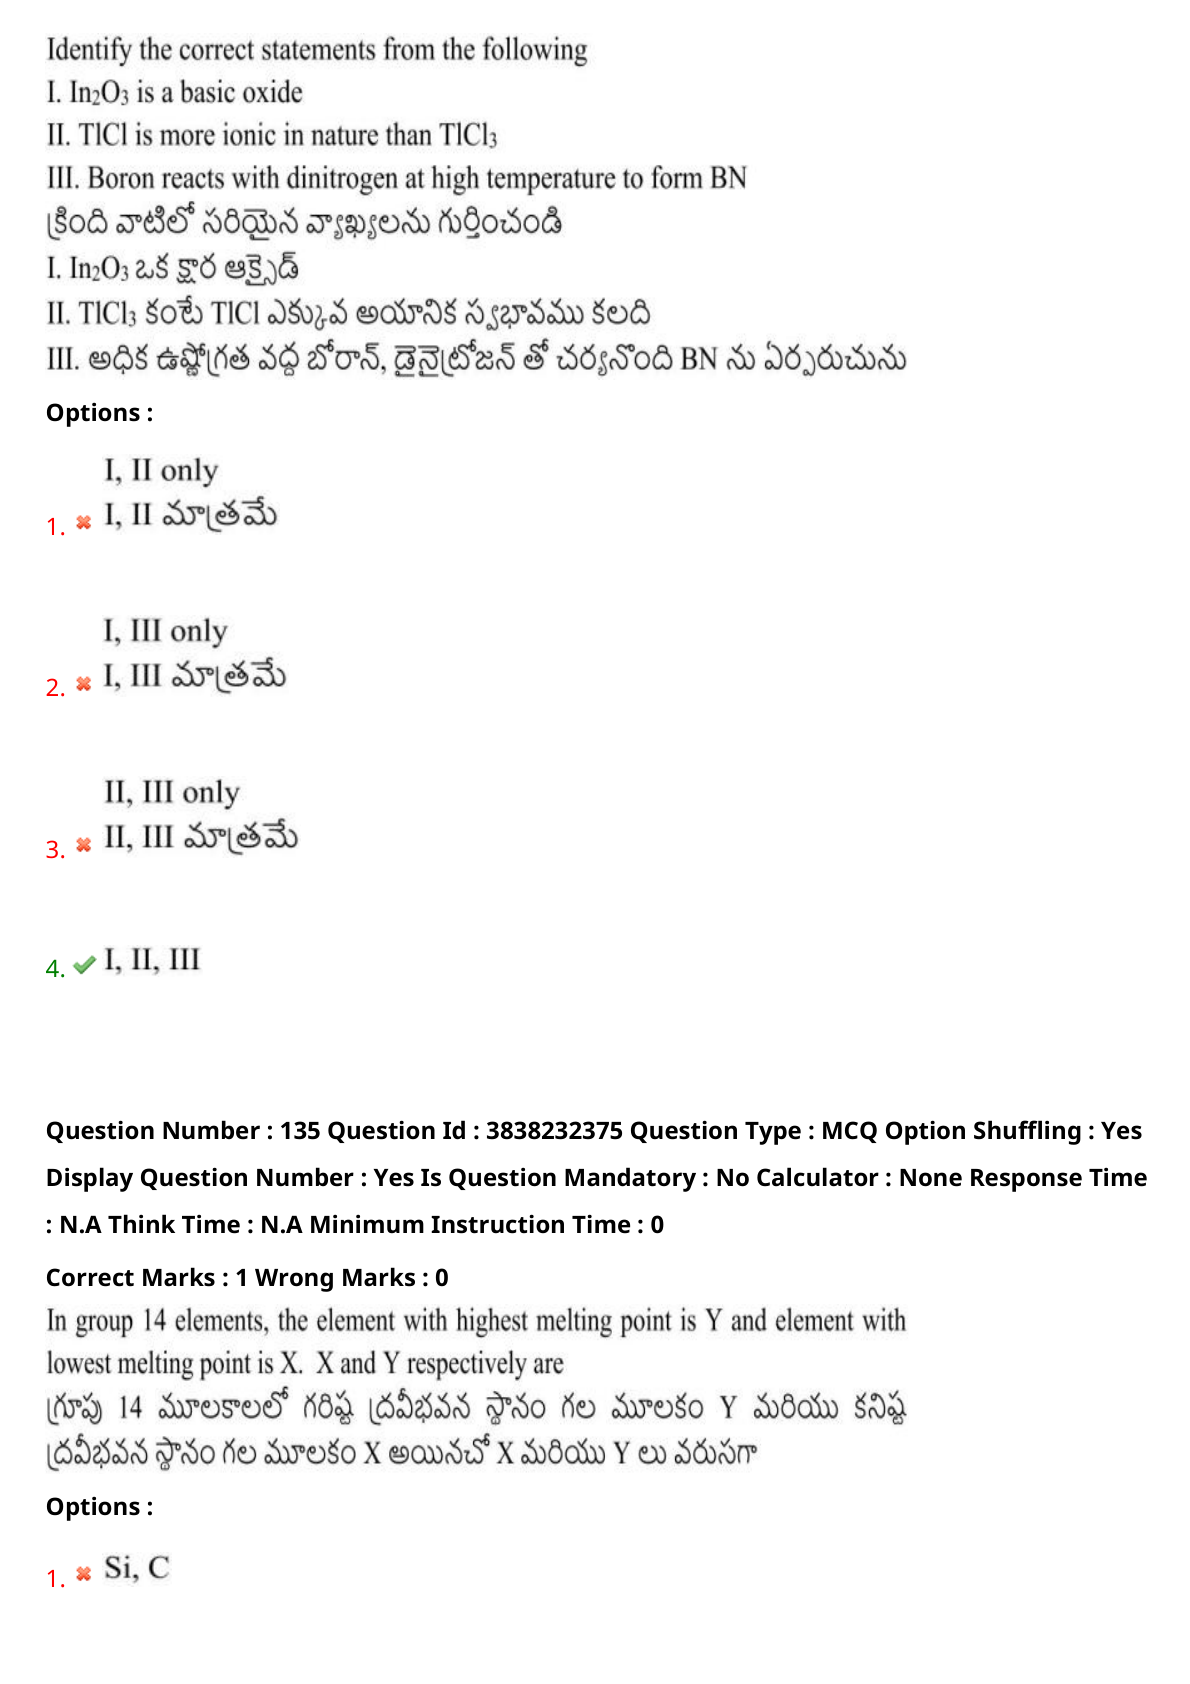 Identify the correct statements from the following
I. In₂O₃ is a basic oxide
II. TlCl is more ionic in nature than TlCl₃
III. Boron reacts with dinitrogen at high temperature to form BN
క్రింది వాటిలో సరియైన వ్యాఖ్యలను గుర్తించండి
I. In₂O₃ ఒక క్షార ఆక్సైడ్
II. TlCl₃ కంటే TlCl ఎక్కువ అయానిక స్వభావము కలది
III. అధిక ఉష్ణోగ్రత వద్ద బోరాన్, డైనైట్రోజన్ తో చర్యనొంది BN ను ఏర్పరుచును
Options :
I, II only
1. I, II మాత్రమే
I, III only
2. I, III మాత్రమే
II, III only
3. II, III మాత్రమే
4. I, II, III
Question Number : 135 Question Id : 3838232375 Question Type : MCQ Option Shuffling : Yes
Display Question Number : Yes Is Question Mandatory : No Calculator : None Response Time
: N.A Think Time : N.A Minimum Instruction Time : 0
Correct Marks : 1 Wrong Marks : 0
In group 14 elements, the element with highest melting point is Y and element with
lowest melting point is X. X and Y respectively are
గ్రూపు 14 మూలకాలలో గరిష్ట ద్రవీభవన స్థానం గల మూలకం Y మరియు కనిష్ట
ద్రవీభవన స్థానం గల మూలకం X అయినచో X మరియు Y లు వరుసగా
Options :
1. Si, C